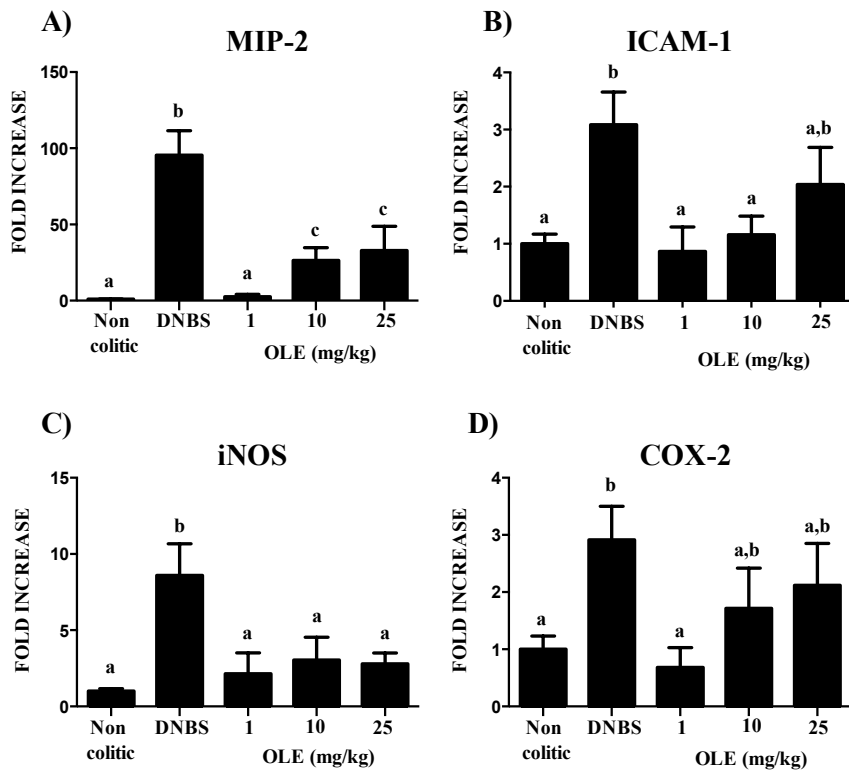 A)
MIP-2
FOLD INCREASE
150
100
50
0
a
b
a
c
c
Non colitic
DNBS
1
10
25
OLE (mg/kg)
B)
ICAM-1
FOLD INCREASE
4
3
2
1
0
a
b
a
a
a,b
Non colitic
DNBS
1
10
25
OLE (mg/kg)
C)
iNOS
FOLD INCREASE
15
10
5
0
a
b
a
a
a
Non colitic
DNBS
1
10
25
OLE (mg/kg)
D)
COX-2
FOLD INCREASE
4
3
2
1
0
a
b
a
a,b
a,b
Non colitic
DNBS
1
10
25
OLE (mg/kg)